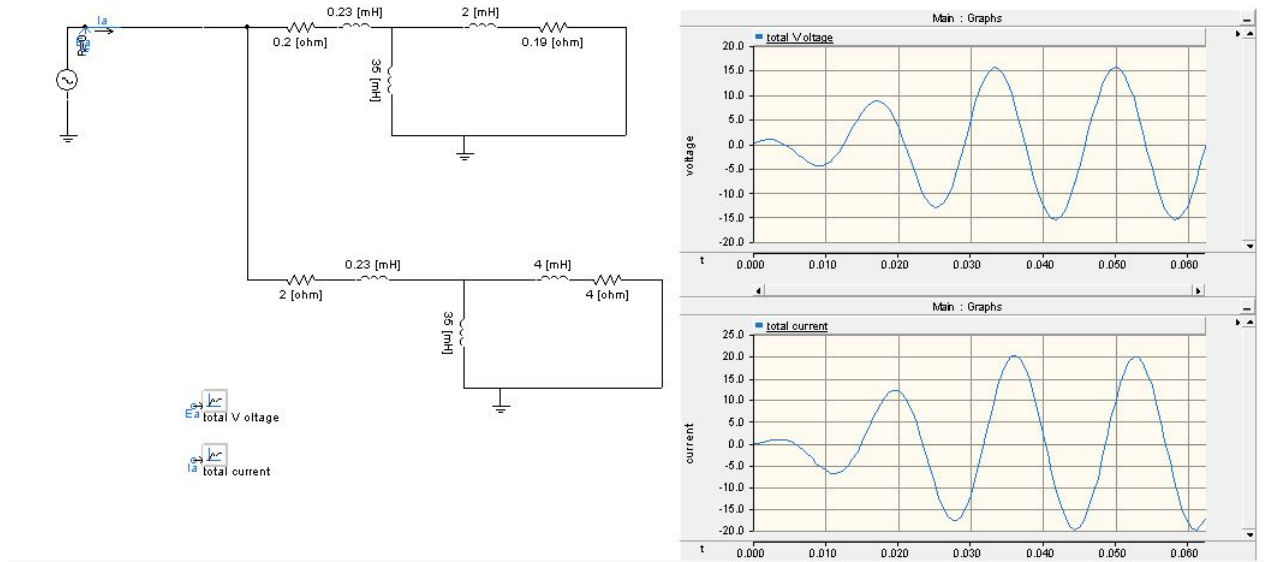 Ia
0.23 [mH]
2 [mH]
0.2 [ohm]
0.19 [ohm]
35 [mH]
0.23 [mH]
4 [mH]
2 [ohm]
4 [ohm]
35 [mH]
Ea
total V oltage
Ia
total current
Main : Graphs
total Voltage
voltage
20.0
15.0
10.0
5.0
0.0
-5.0
-10.0
-15.0
-20.0
t 0.000 0.010 0.020 0.030 0.040 0.050 0.060
Main : Graphs
total current
current
25.0
20.0
15.0
10.0
5.0
0.0
-5.0
-10.0
-15.0
-20.0
t 0.000 0.010 0.020 0.030 0.040 0.050 0.060